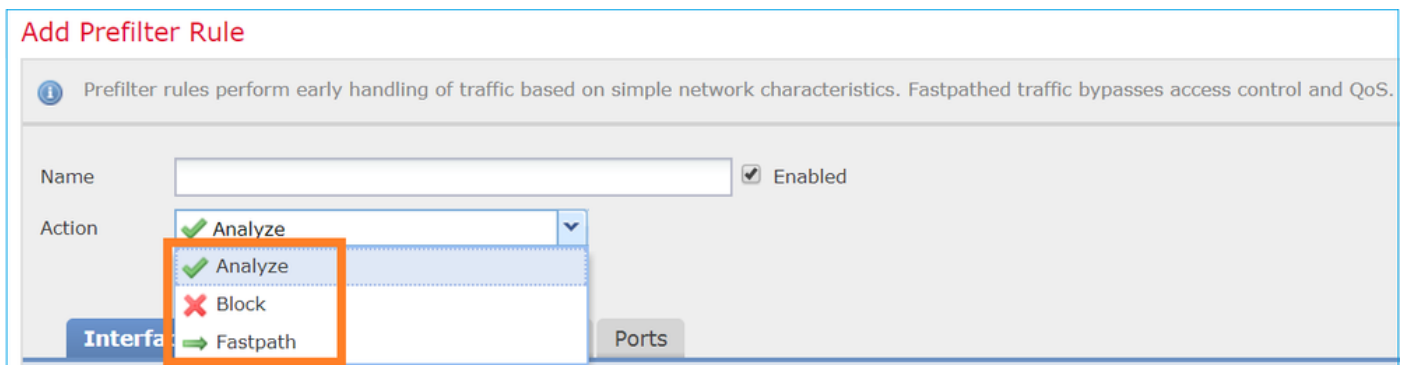 Add Prefilter Rule
Prefilter rules perform early handling of traffic based on simple network characteristics. Fastpathed traffic bypasses access control and QoS.
Name
Enabled
Action
Analyze
Analyze
Block
Fastpath
Interfa
Ports